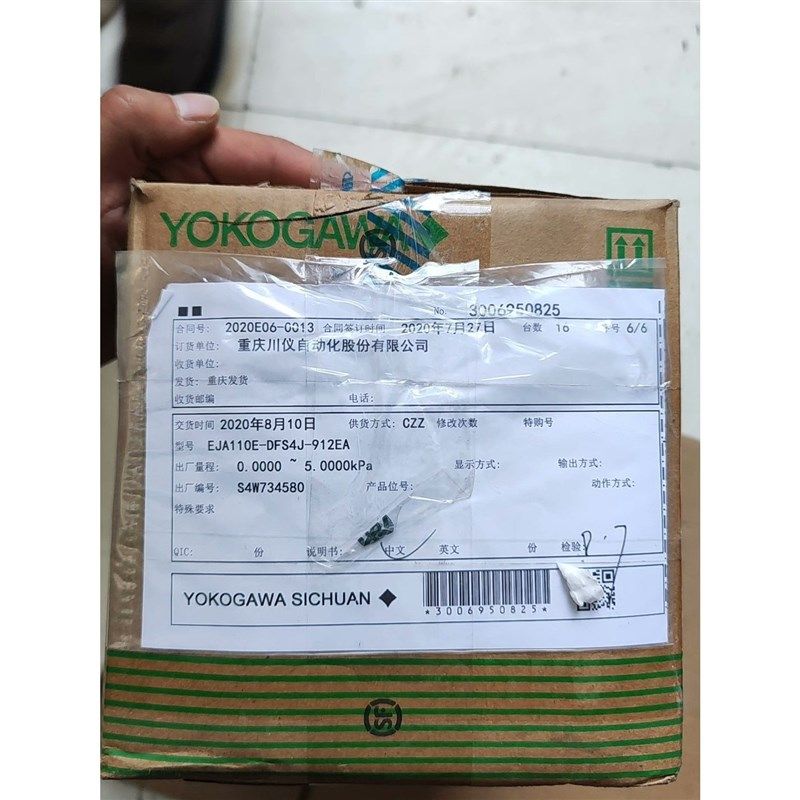 YOKOGAWA
No. 3006950825
合同号: 2020E06-C013 合同签订时间 2020年7月27日 台数 16 号 6/6
订货单位: 重庆川仪自动化股份有限公司
收货单位:
发货: 重庆发货
收货邮编 电话:
交货时间 2020年8月10日 供货方式: CZZ 修改次数 特购号
型号 EJA110E-DFS4J-912EA
出厂量程: 0.0000 ~ 5.0000kPa 显示方式: 输出方式:
出厂编号: S4W734580 产品位号: 动作方式:
特殊要求
QIC: 份 说明书: 中文 英文 份 检验
YOKOGAWA SICHUAN
*3006950825*
SF